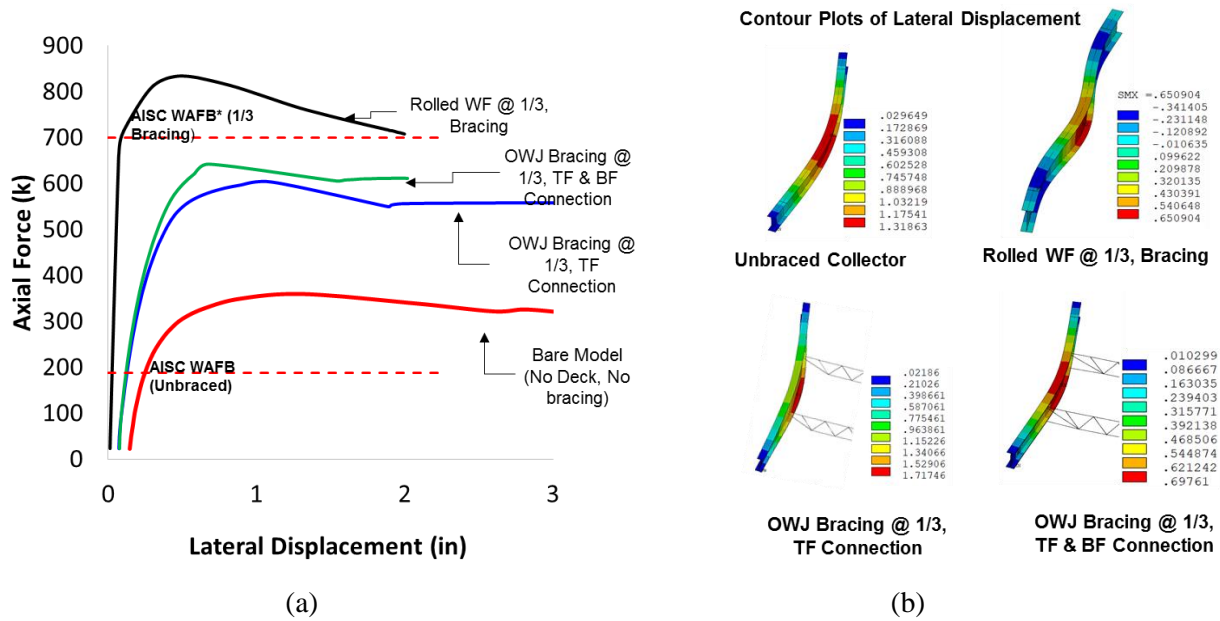 900
800
700
600
500
400
300
200
100
0
Axial Force (k)
0
1
2
3
Lateral Displacement (in)
AISC WAFB* (1/3
Bracing)
Rolled WF @ 1/3,
Bracing
OWJ Bracing @
1/3, TF & BF
Connection
OWJ Bracing @
1/3, TF
Connection
AISC WAFB
(Unbraced)
Bare Model
(No Deck, No
bracing)
(a)
Contour Plots of Lateral Displacement
.029649
.172869
.316088
.459308
.602528
.745748
.888968
1.03219
1.17541
1.31863
Unbraced Collector
SMX =.650904
-.341405
-.231148
-.120892
-.010635
.099622
.209878
.320135
.430391
.540648
.650904
Rolled WF @ 1/3, Bracing
.02186
.21026
.398661
.587061
.775461
.963861
1.15226
1.34066
1.52906
1.71746
OWJ Bracing @ 1/3,
TF Connection
.010299
.086667
.163035
.239403
.315771
.392138
.468506
.544874
.621242
.69761
OWJ Bracing @ 1/3,
TF & BF Connection
(b)